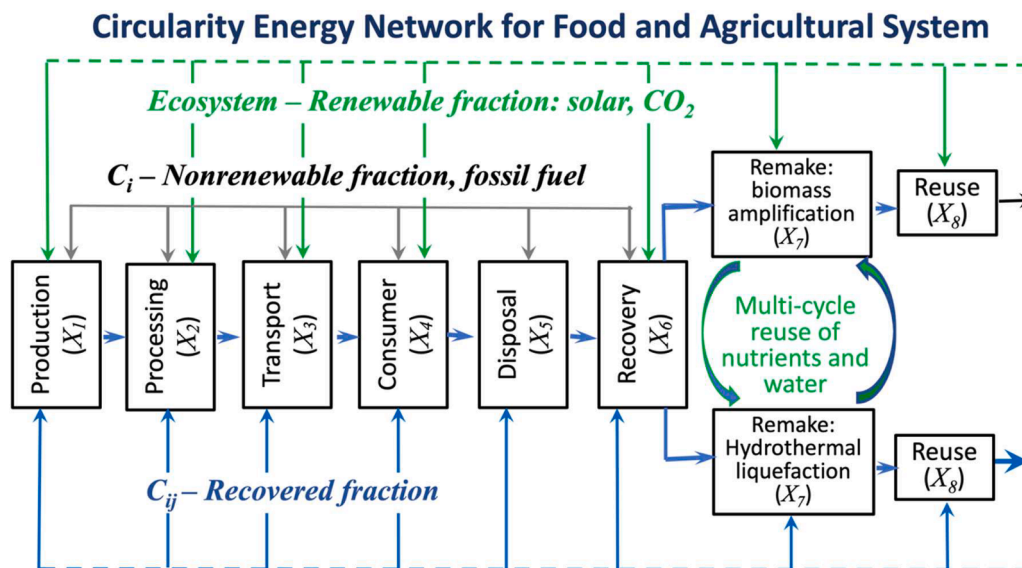 Circularity Energy Network for Food and Agricultural System
Ecosystem – Renewable fraction: solar, CO₂
Cᵢ – Nonrenewable fraction, fossil fuel
Production
(X₁)
Processing
(X₂)
Transport
(X₃)
Consumer
(X₄)
Disposal
(X₅)
Recovery
(X₆)
Remake:
biomass
amplification
(X₇)
Reuse
(X₈)
Multi-cycle
reuse of
nutrients and
water
Remake:
Hydrothermal
liquefaction
(X₇)
Reuse
(X₈)
Cᵢⱼ – Recovered fraction